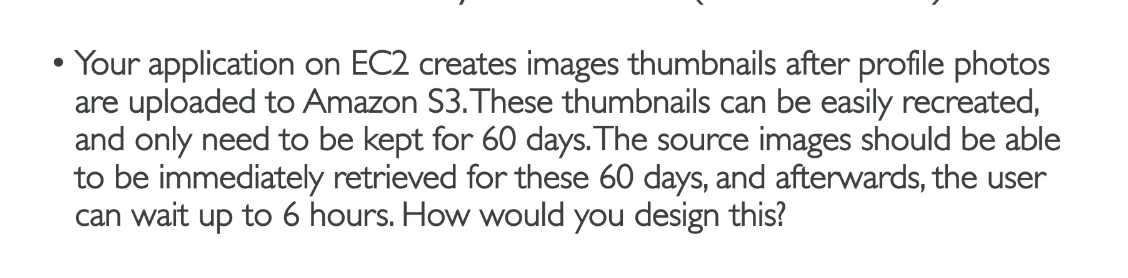 • Your application on EC2 creates images thumbnails after profile photos
are uploaded to Amazon S3. These thumbnails can be easily recreated,
and only need to be kept for 60 days. The source images should be able
to be immediately retrieved for these 60 days, and afterwards, the user
can wait up to 6 hours. How would you design this?